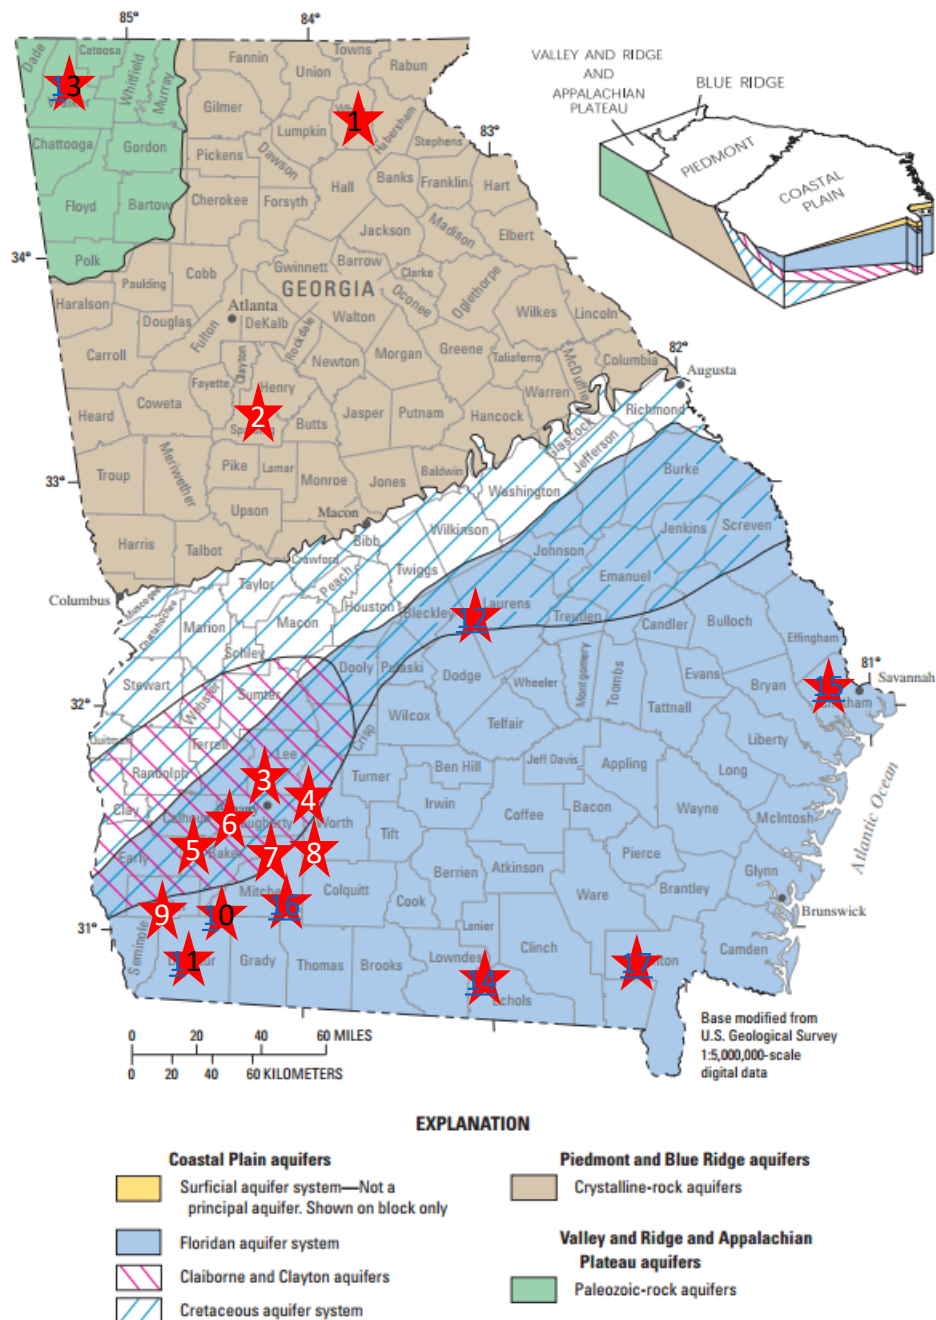 85°
84°
VALLEY AND RIDGE
AND
APPALACHIAN
PLATEAU
BLUE RIDGE
PIEDMONT
COASTAL
PLAIN
Dade
Catoosa
Whitfield
Murray
Fannin
Union
Towns
Rabun
3
1
Gilmer
Lumpkin
Habersham
83°
Stephens
Chattooga
Gordon
Pickens
Dawson
Hall
Banks
Franklin
Hart
Floyd
Bartow
Cherokee
Forsyth
Jackson
Madison
Elbert
34°
Polk
Paulding
Cobb
Gwinnett
Barrow
Clarke
Oconee
Oglethorpe
Wilkes
Lincoln
Haralson
GEORGIA
Atlanta
Douglas
Fulton
DeKalb
Rockdale
Walton
Carroll
Clayton
Newton
Morgan
Greene
Taliaferro
McDuffie
Columbia
82°
Augusta
Fayette
Henry
Warren
Heard
Coweta
2
Butts
Jasper
Putnam
Hancock
Glascock
Jefferson
Richmond
33°
Troup
Meriwether
Pike
Lamar
Monroe
Jones
Baldwin
Washington
Burke
Upson
Macon
Wilkinson
Jenkins
Screven
Harris
Talbot
Bibb
Crawford
Twiggs
Johnson
Emanuel
Columbus
Muscogee
Chattahoochee
Taylor
Peach
Houston
Bleckley
12
Laurens
Treutlen
Candler
Bulloch
Effingham
Marion
Macon
Schley
Stewart
Webster
Sumter
Dooly
Pulaski
Dodge
Wheeler
Montgomery
Toombs
Evans
Bryan
15
81°
Savannah
32°
Quitman
Terrell
Lee
Crisp
Wilcox
Telfair
Tattnall
Liberty
Randolph
3
Turner
Ben Hill
Jeff Davis
Appling
Long
Clay
4
Irwin
Coffee
Bacon
Wayne
McIntosh
6
Worth
Tift
5
Baker
7
8
Pierce
Early
Berrien
Atkinson
Glynn
Atlantic Ocean
Mitchell
Colquitt
Ware
Brantley
Brunswick
9
0
16
Cook
31°
Lanier
Clinch
Camden
Seminole
1
Grady
Thomas
Brooks
Lowndes
14
Echols
17
Base modified from
U.S. Geological Survey
1:5,000,000-scale
digital data
0 20 40 60 MILES
0 20 40 60 KILOMETERS
EXPLANATION
Coastal Plain aquifers
Surficial aquifer system—Not a
principal aquifer. Shown on block only
Floridan aquifer system
Claiborne and Clayton aquifers
Cretaceous aquifer system
Piedmont and Blue Ridge aquifers
Crystalline-rock aquifers
Valley and Ridge and Appalachian
Plateau aquifers
Paleozoic-rock aquifers